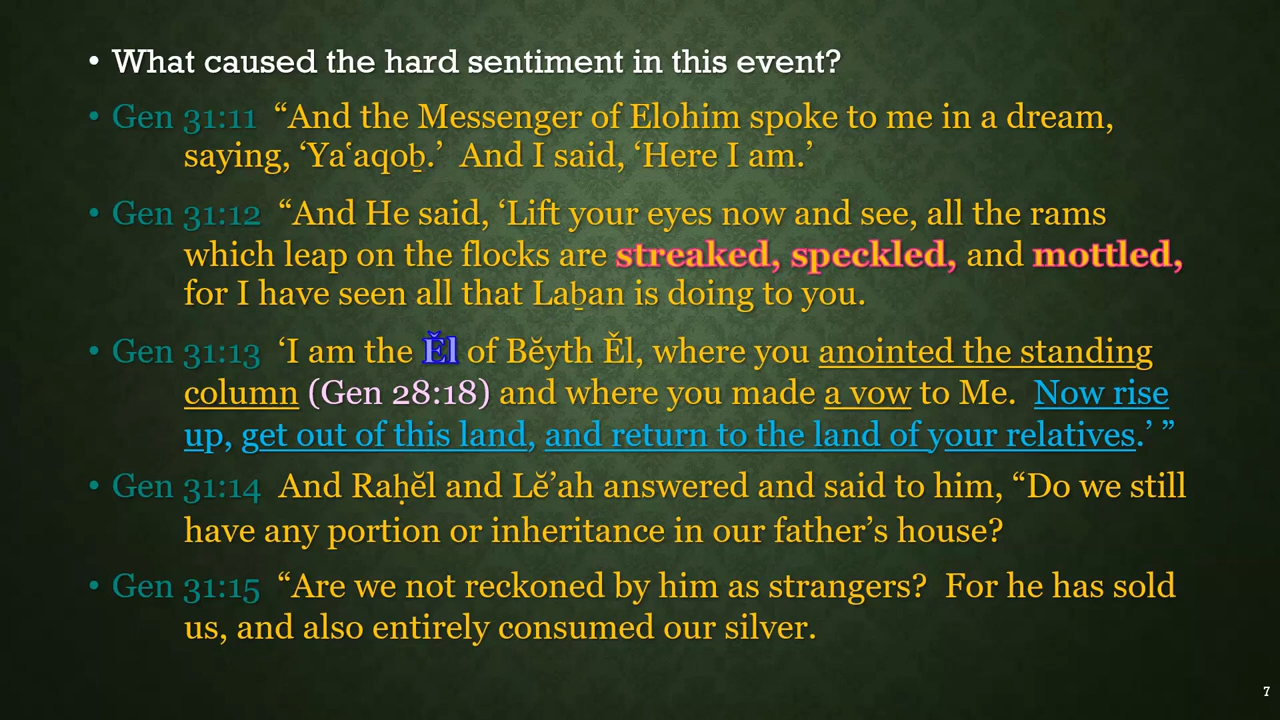 • What caused the hard sentiment in this event?
• Gen 31:11 “And the Messenger of Elohim spoke to me in a dream,
saying, ‘Ya‛aqoḇ.’ And I said, ‘Here I am.’
• Gen 31:12 “And He said, ‘Lift your eyes now and see, all the rams
which leap on the flocks are streaked, speckled, and mottled,
for I have seen all that Laḇan is doing to you.
• Gen 31:13 ‘I am the Ěl of Bĕyth Ěl, where you anointed the standing
column (Gen 28:18) and where you made a vow to Me. Now rise
up, get out of this land, and return to the land of your relatives.’ ”
• Gen 31:14 And Raḥĕl and Lĕ’ah answered and said to him, “Do we still
have any portion or inheritance in our father’s house?
• Gen 31:15 “Are we not reckoned by him as strangers? For he has sold
us, and also entirely consumed our silver.
7